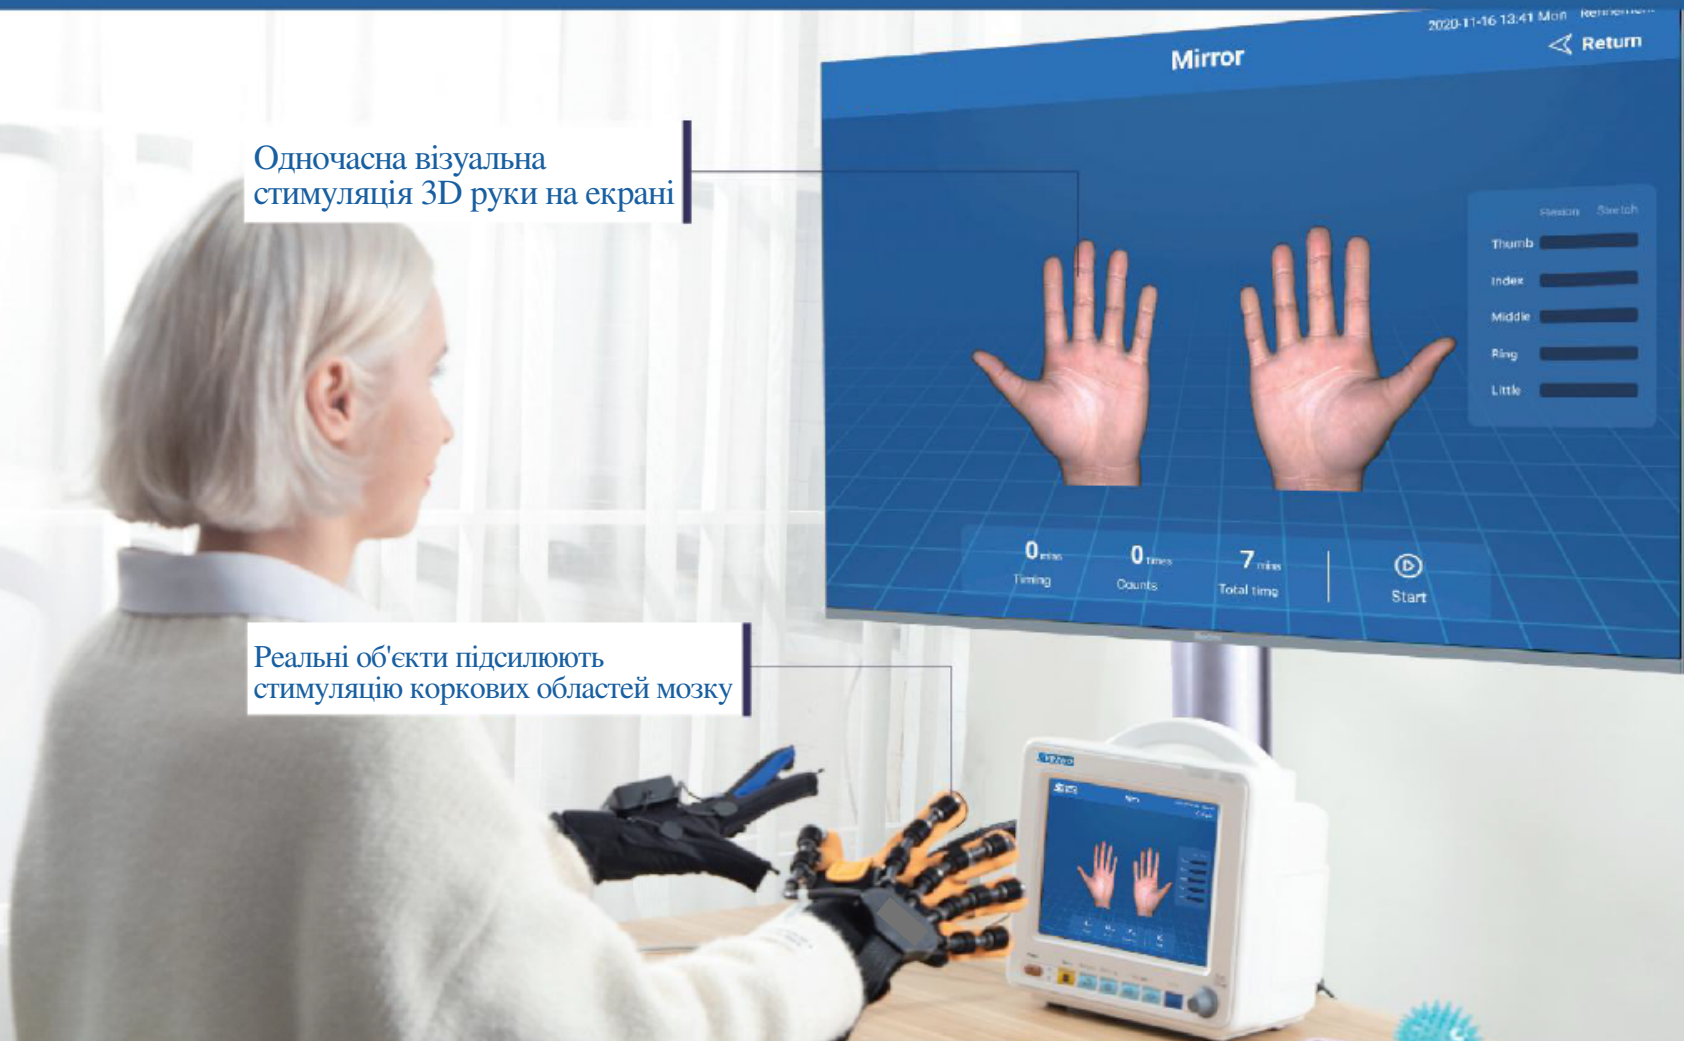 2020-11-16 13:41 Mon
Mirror
Return
Одночасна візуальна
стимуляція 3D руки на екрані
Flexion Stretch
Thumb
Index
Middle
Ring
Little
0 mins
Timing
0 Times
Counts
7 mins
Total time
Start
Реальні об'єкти підсилюють
стимуляцію коркових областей мозку